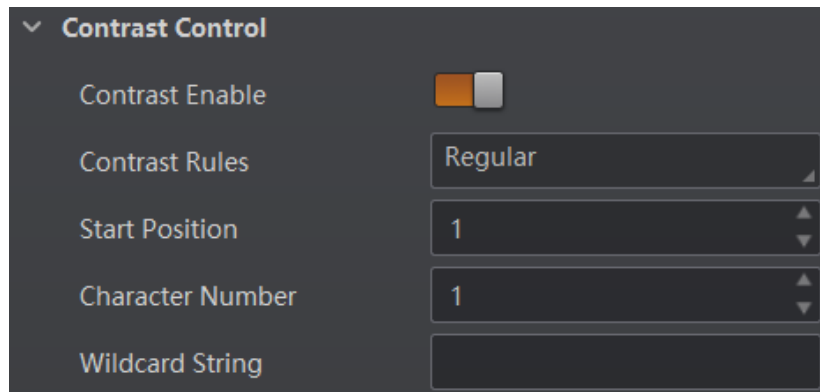 Contrast Control
Contrast Enable
Contrast Rules Regular
Start Position 1
Character Number 1
Wildcard String